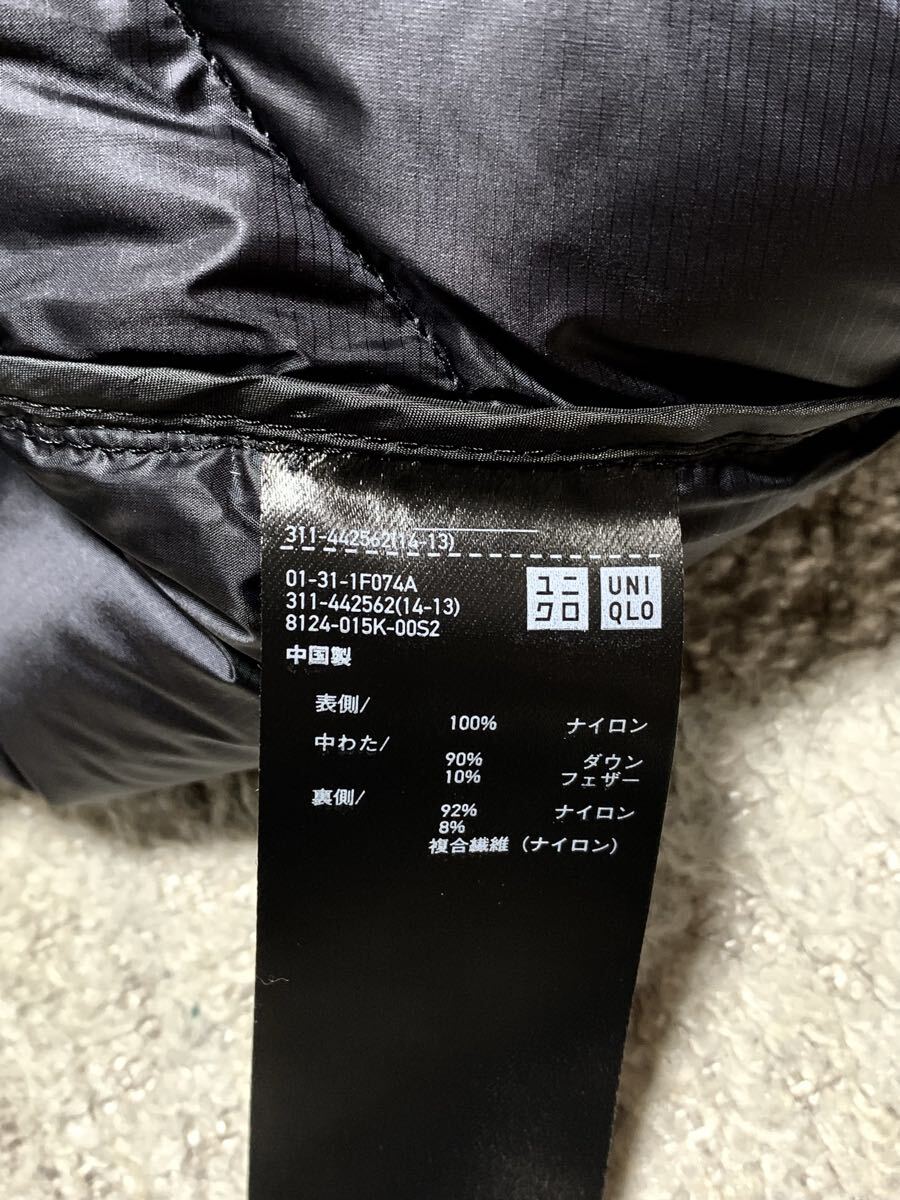 311-442562(14-13)
01-31-1F074A
311-442562(14-13)
8124-015K-00S2
ユニ
クロ
UNI
QLO
中国製
表側/
100% ナイロン
中わた/
90% ダウン
10% フェザー
裏側/
92% ナイロン
8%
複合繊維（ナイロン）